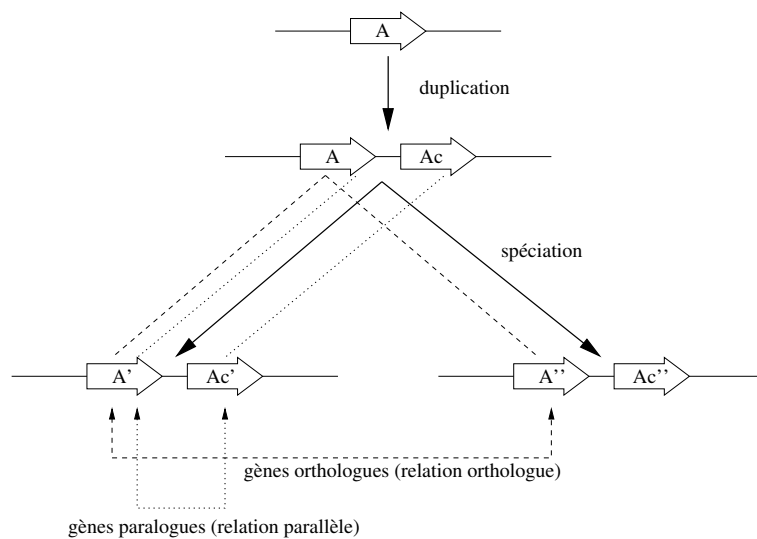 A
duplication
A Ac
spéciation
A' Ac' A'' Ac''
gènes orthologues (relation orthologue)
gènes paralogues (relation parallèle)